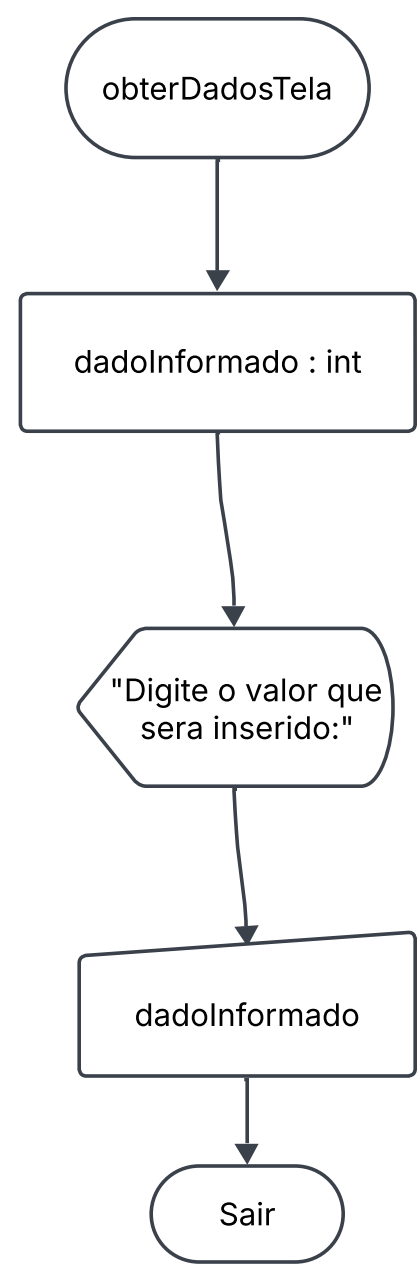 obterDadosTela
dadoInformado : int
"Digite o valor que
sera inserido:"
dadoInformado
Sair